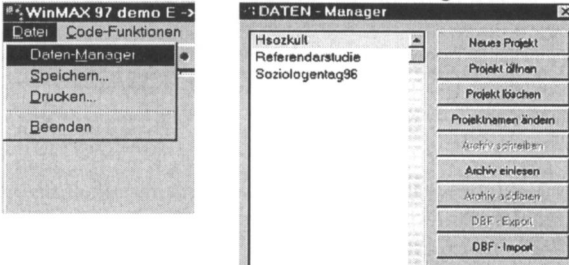 WinMAX 97 demo E ->
Datei Code-Funktionen
Daten-Manager
Speichern...
Drucken...
Beenden
DATEN - Manager
Hsozkult
Referendarstudie
Soziologentag96
Neues Projekt
Projekt öffnen
Projekt löschen
Projektnamen ändern
Archiv schreiben
Archiv einlesen
Archiv addieren
DBF - Export
DBF - Import